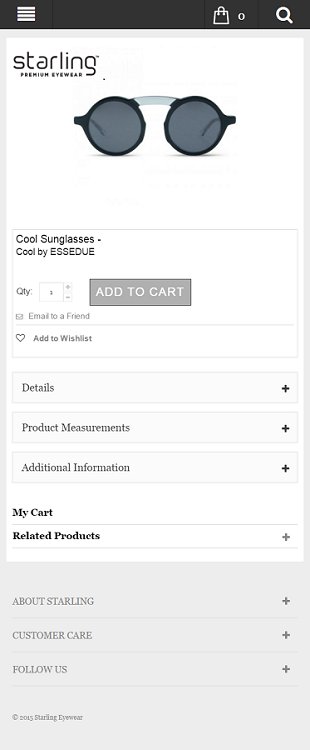 0
starling
PREMIUM EYEWEAR
Cool Sunglasses -
Cool by ESSEDUE
Qty: 1 ADD TO CART
Email to a Friend
Add to Wishlist
Details
Product Measurements
Additional Information
My Cart
Related Products
ABOUT STARLING
CUSTOMER CARE
FOLLOW US
© 2013 Starling Eyewear